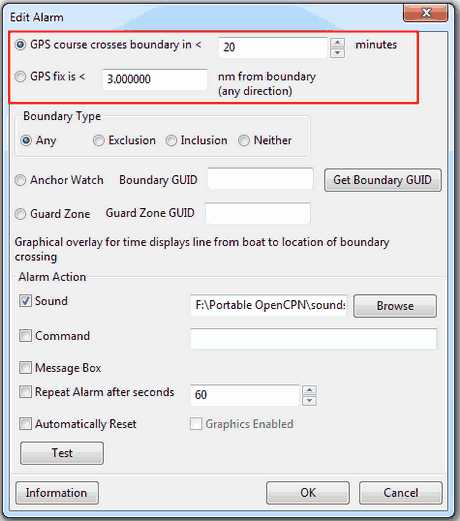 Edit Alarm
GPS course crosses boundary in < 20 minutes
GPS fix is < 3.000000 nm from boundary
(any direction)
Boundary Type
Any Exclusion Inclusion Neither
Anchor Watch Boundary GUID Get Boundary GUID
Guard Zone Guard Zone GUID
Graphical overlay for time displays line from boat to location of boundary
crossing
Alarm Action
Sound F:\Portable OpenCPN\sounds Browse
Command
Message Box
Repeat Alarm after seconds 60
Automatically Reset Graphics Enabled
Test
Information OK Cancel